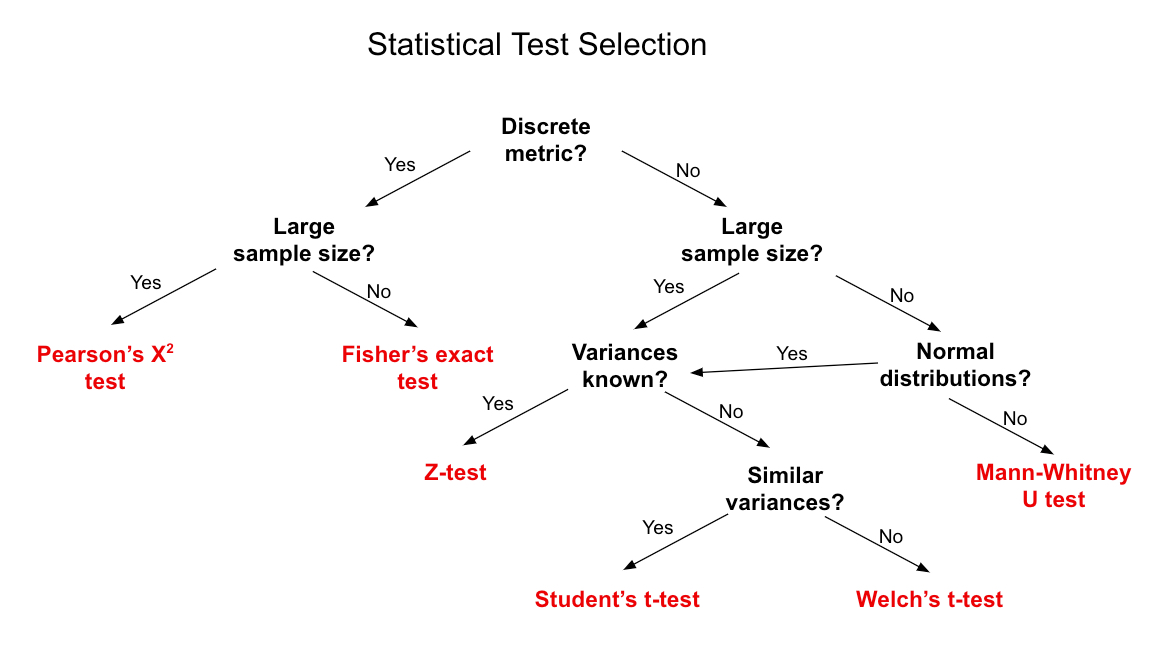 Statistical Test Selection
Discrete
metric?
Yes
No
Large
sample size?
Large
sample size?
Yes
No
Yes
No
Pearson’s X²
test
Fisher’s exact
test
Variances
known?
Yes
Normal
distributions?
Yes
No
No
Z-test
Similar
variances?
Mann-Whitney
U test
Yes
No
Student’s t-test
Welch’s t-test